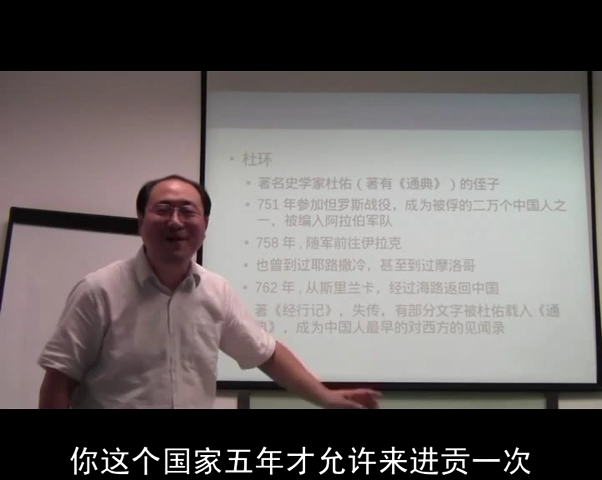 • 杜环
• 著名史学家杜佑（著有《通典》）的侄子
• 751 年参加怛罗斯战役，成为被俘的二万个中国人之
一，被编入阿拉伯军队
• 758 年，随军前往伊拉克
• 也曾到过耶路撒冷，甚至到过摩洛哥
• 762 年，从斯里兰卡，经过海路返回中国
著《经行记》，失传，有部分文字被杜佑载入《通
典》，成为中国人最早的对西方的见闻录
你这个国家五年才允许来进贡一次